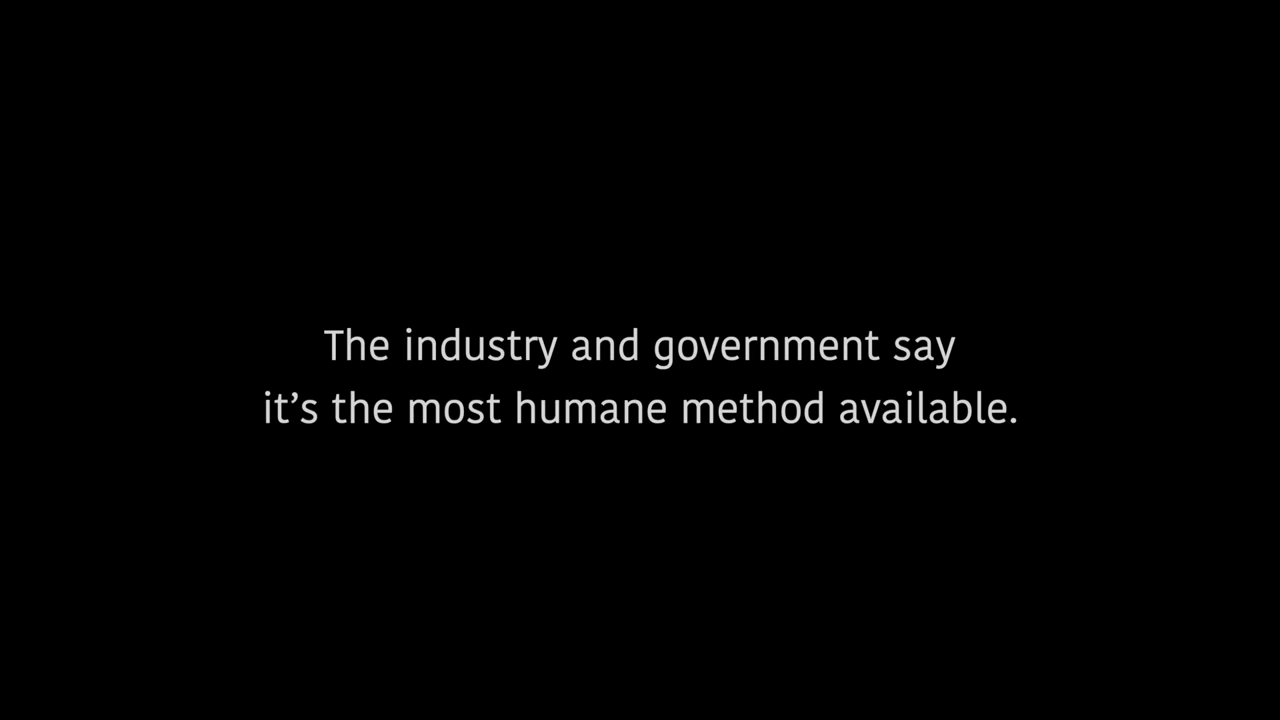 The industry and government say
it’s the most humane method available.